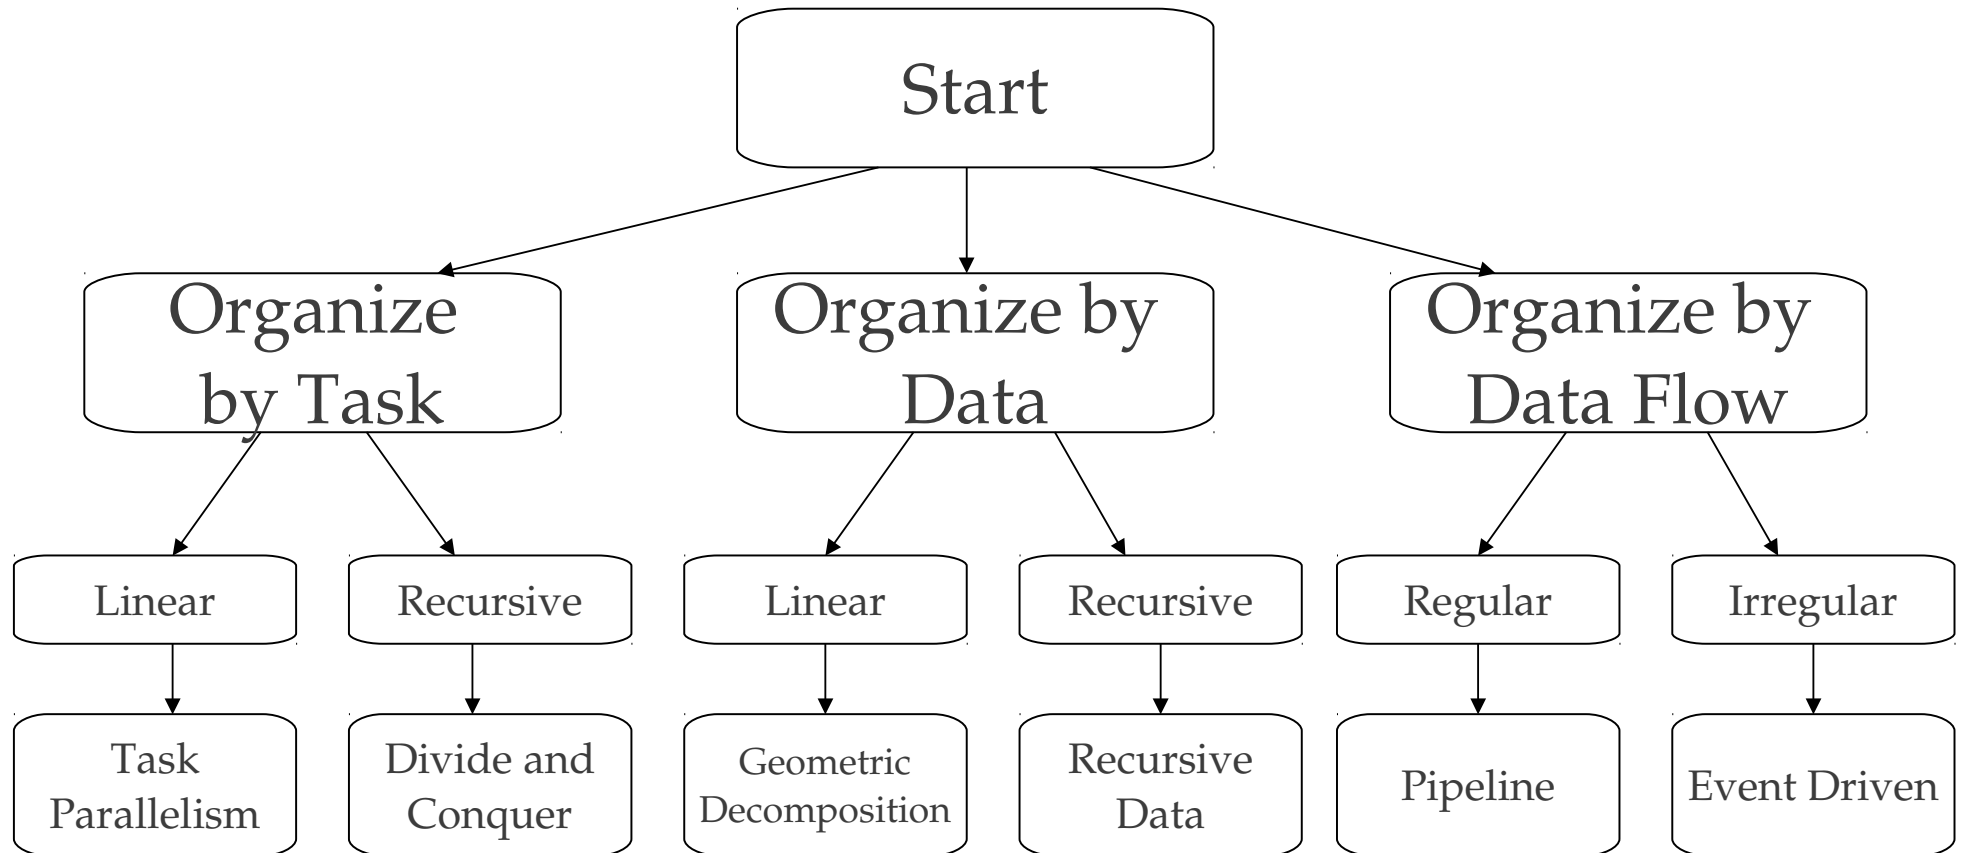 Start
Organize
by Task
Organize by
Data
Organize by
Data Flow
Linear
Recursive
Linear
Recursive
Regular
Irregular
Task
Parallelism
Divide and
Conquer
Geometric
Decomposition
Recursive
Data
Pipeline
Event Driven